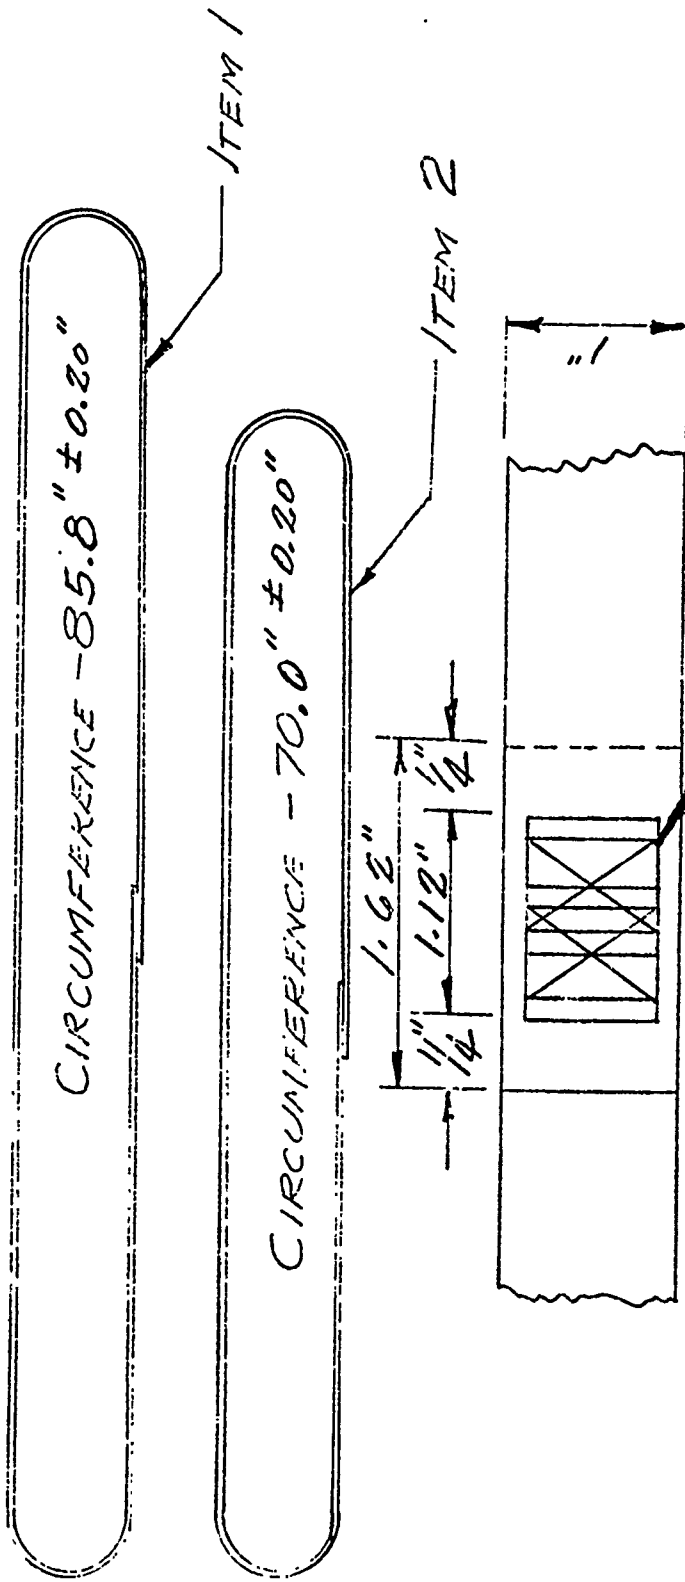 CIRCUMFERENCE - 85.8" ± 0.20"
ITEM 1
CIRCUMFERENCE - 70.0" ± 0.20"
ITEM 2
1.62"
1/4"
1.12"
1/4"
1"